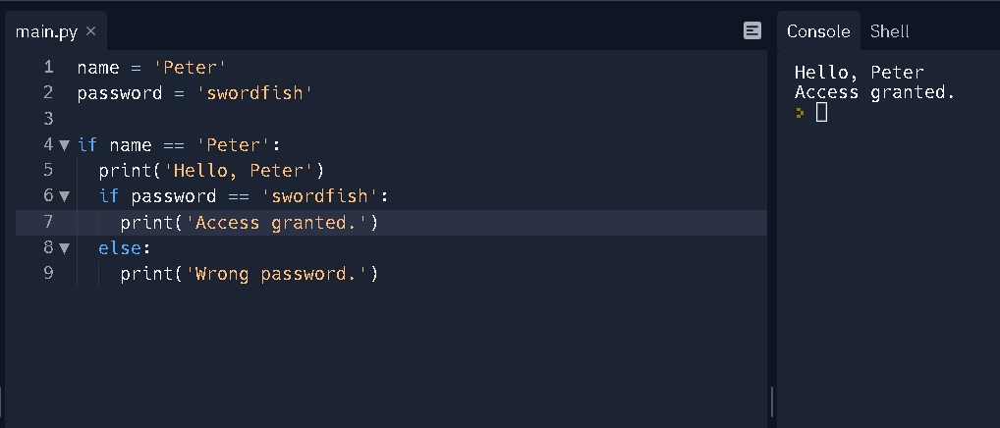 main.py ×
Console Shell
1 name = 'Peter'
2 password = 'swordfish'
3
4 if name == 'Peter':
5 print('Hello, Peter')
6 if password == 'swordfish':
7 print('Access granted.')
8 else:
9 print('Wrong password.')
Hello, Peter
Access granted.
>